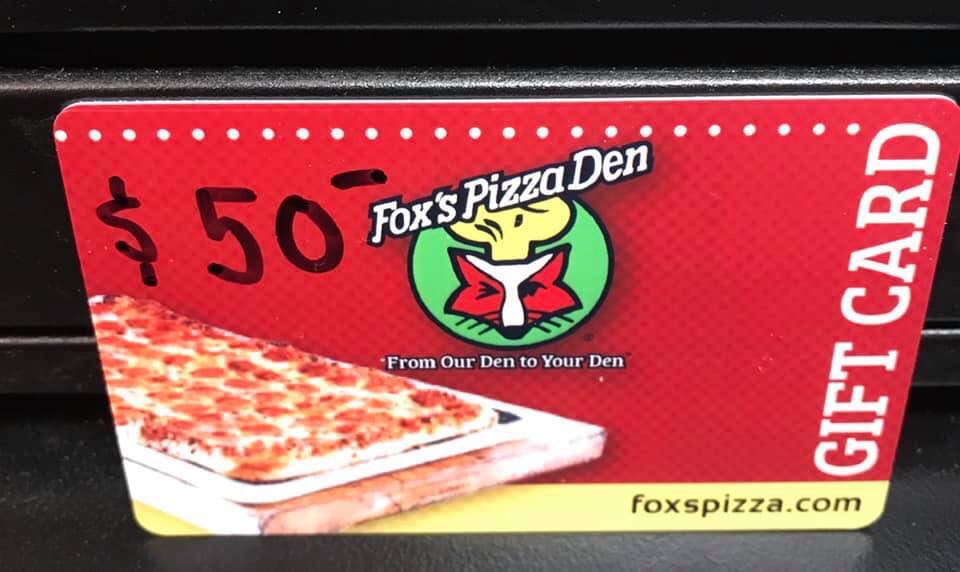 $50-
Fox's Pizza Den
"From Our Den to Your Den"
GIFT CARD
foxspizza.com